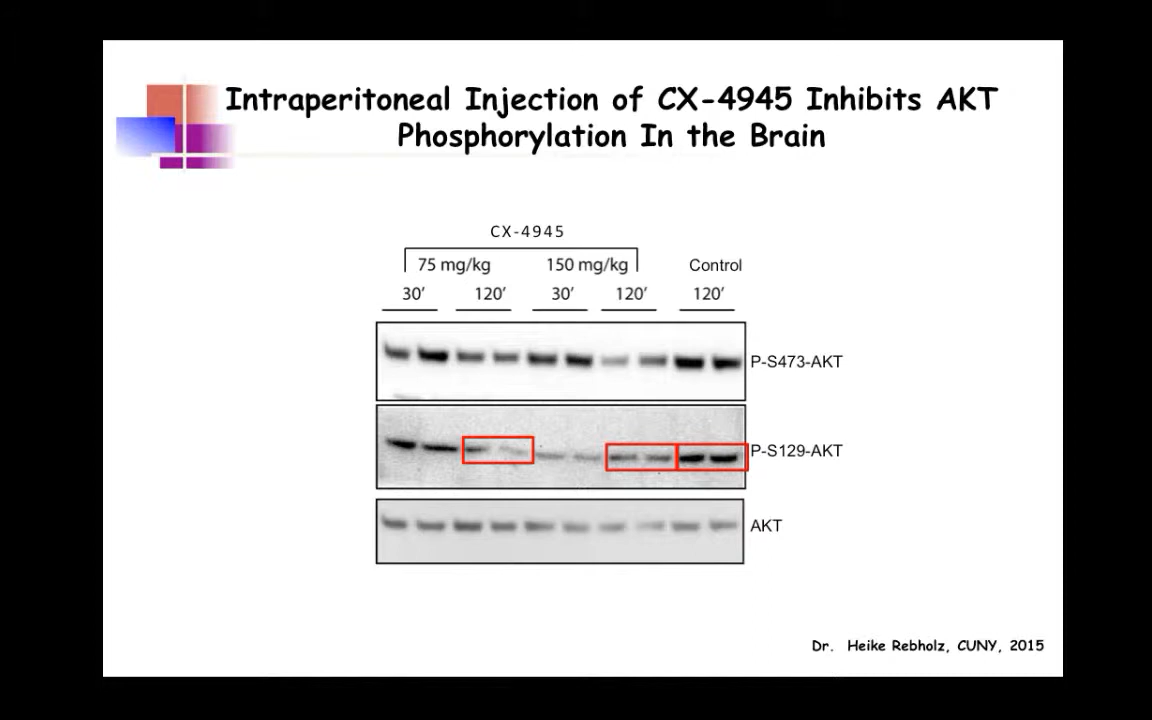 Intraperitoneal Injection of CX-4945 Inhibits AKT
Phosphorylation In the Brain
CX-4945
75 mg/kg 150 mg/kg Control
30′ 120′ 30′ 120′ 120′
P-S473-AKT
P-S129-AKT
AKT
Dr. Heike Rebholz, CUNY, 2015